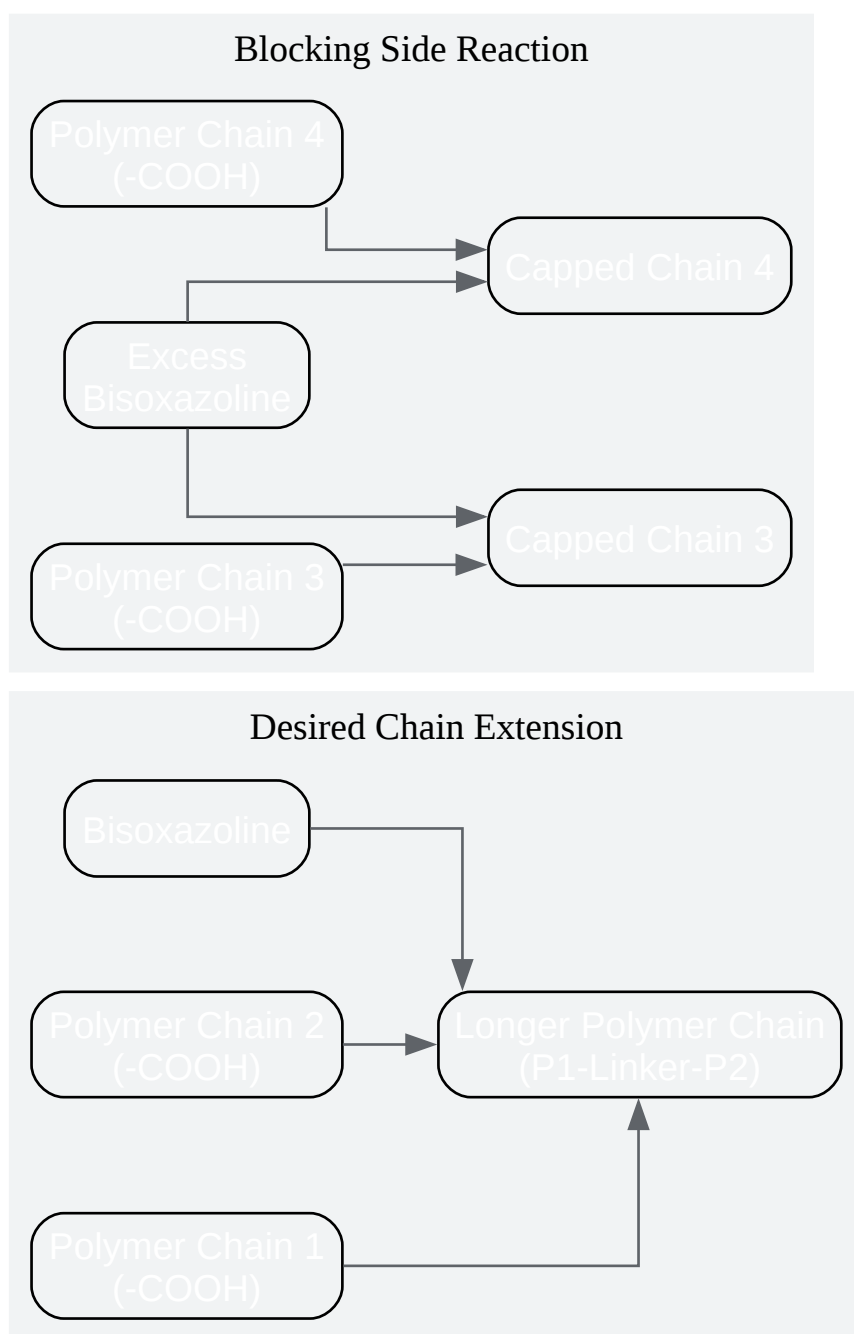 Blocking Side Reaction
Polymer Chain 4
(-COOH)
Capped Chain 4
Excess
Bisoxazoline
Capped Chain 3
Polymer Chain 3
(-COOH)
Desired Chain Extension
Bisoxazoline
Polymer Chain 2
(-COOH)
Longer Polymer Chain
(P1-Linker-P2)
Polymer Chain 1
(-COOH)